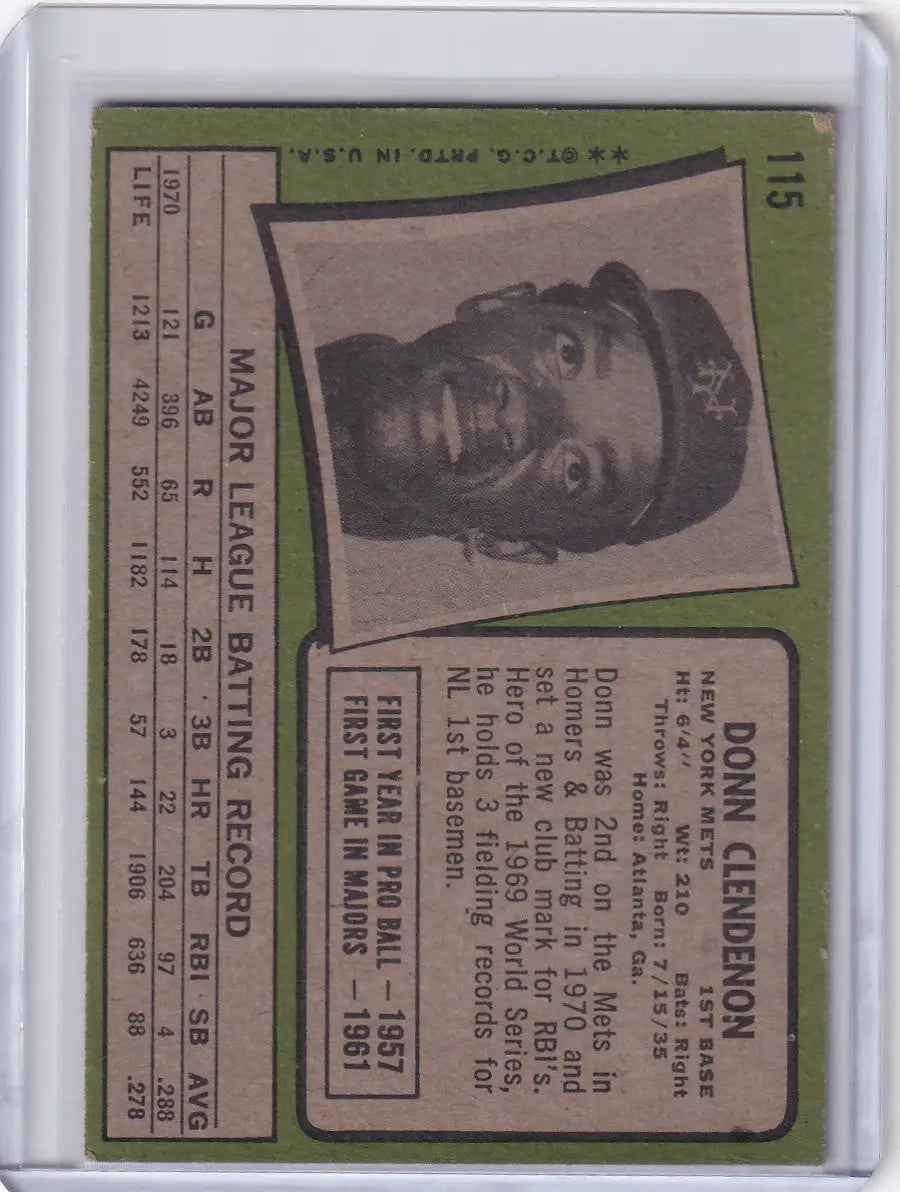 115
**©T.C.G. PRTD. IN U.S.A.
NY
DONN CLENDENON
NEW YORK METS 1ST BASE
Ht: 6'4" Wt: 210 Bats: Right
Throws: Right Born: 7/15/35
Home: Atlanta, Ga.
Donn was 2nd on the Mets in
Homers & Batting in 1970 and
set a new club mark for RBI's.
Hero of the 1969 World Series,
he holds 3 fielding records for
NL 1st basemen.
FIRST YEAR IN PRO BALL — 1957
FIRST GAME IN MAJORS — 1961
MAJOR LEAGUE BATTING RECORD
G AB R H 2B 3B HR TB RBI SB AVG
1970 121 396 65 114 18 3 22 204 97 4 .288
LIFE 1213 4249 552 1182 178 57 144 1906 636 88 .278